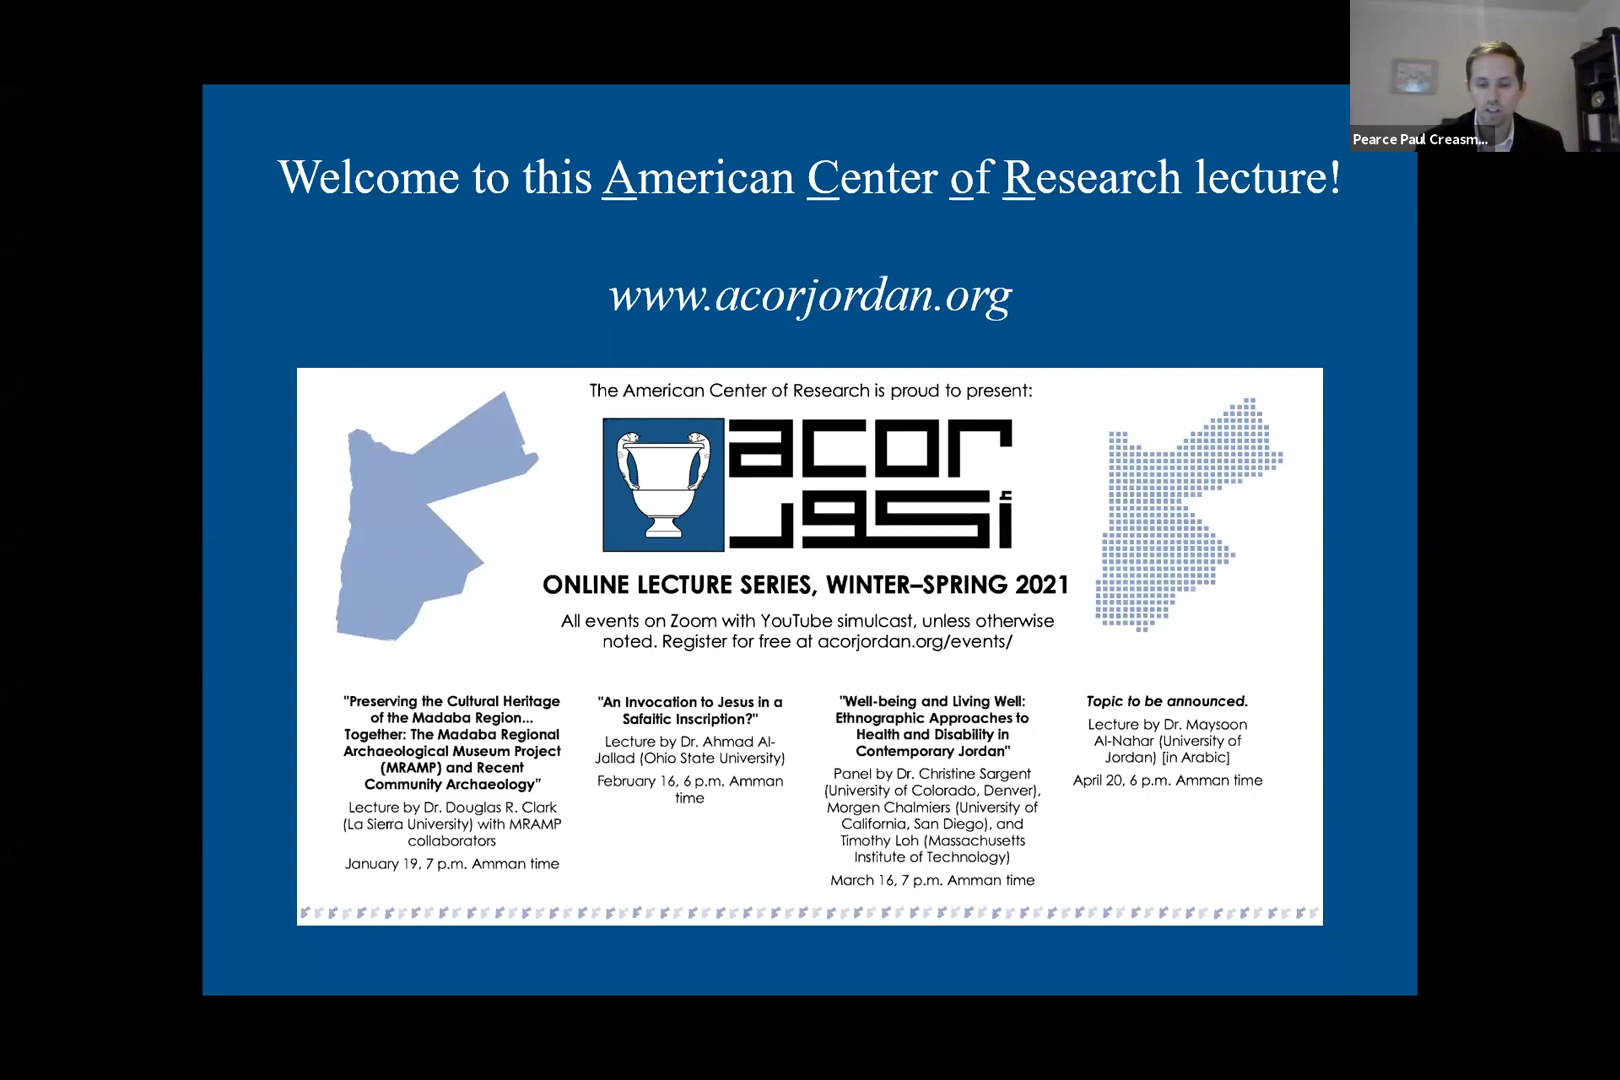 Pearce Paul Creasm...
Welcome to this American Center of Research lecture!
www.acorjordan.org
The American Center of Research is proud to present:
acor
أكور
ONLINE LECTURE SERIES, WINTER–SPRING 2021
All events on Zoom with YouTube simulcast, unless otherwise
noted. Register for free at acorjordan.org/events/
"Preserving the Cultural Heritage
of the Madaba Region...
Together: The Madaba Regional
Archaeological Museum Project
(MRAMP) and Recent
Community Archaeology"
Lecture by Dr. Douglas R. Clark
(La Sierra University) with MRAMP
collaborators
January 19, 7 p.m. Amman time
"An Invocation to Jesus in a
Safaitic Inscription?"
Lecture by Dr. Ahmad Al-
Jallad (Ohio State University)
February 16, 6 p.m. Amman
time
"Well-being and Living Well:
Ethnographic Approaches to
Health and Disability in
Contemporary Jordan"
Panel by Dr. Christine Sargent
(University of Colorado, Denver),
Morgen Chalmiers (University of
California, San Diego), and
Timothy Loh (Massachusetts
Institute of Technology)
March 16, 7 p.m. Amman time
Topic to be announced.
Lecture by Dr. Maysoon
Al-Nahar (University of
Jordan) [in Arabic]
April 20, 6 p.m. Amman time